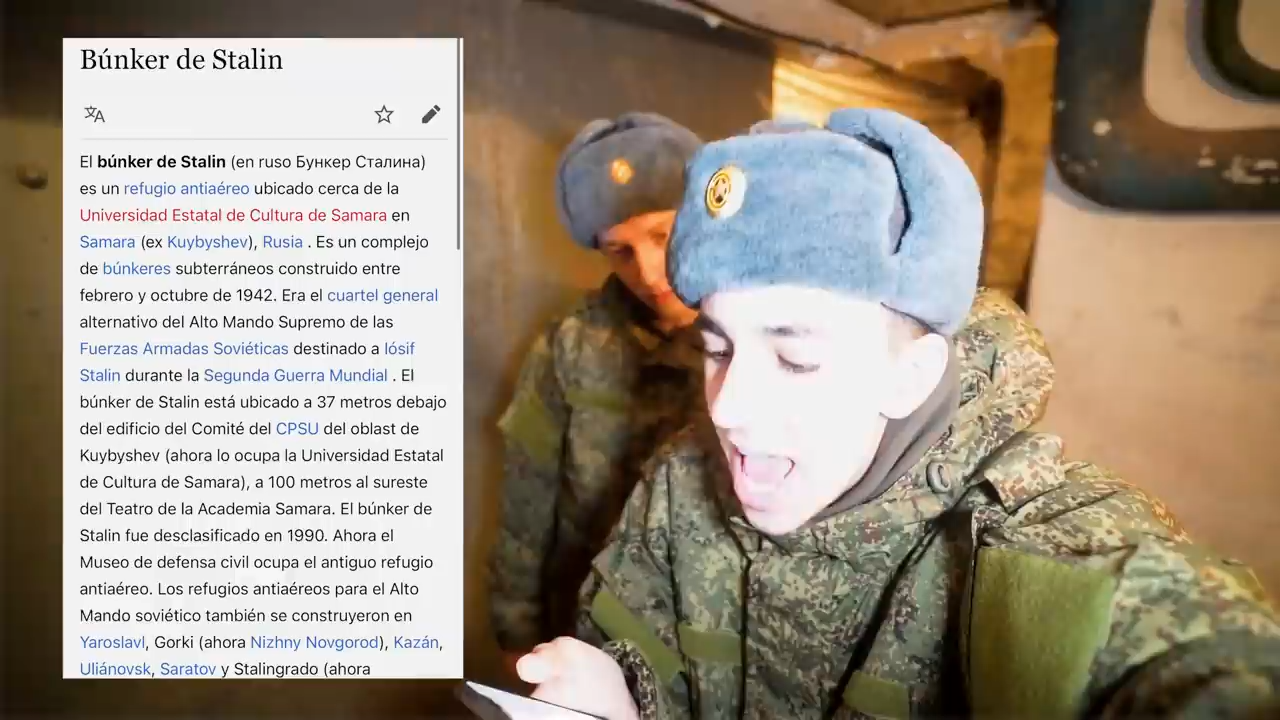 Búnker de Stalin
El búnker de Stalin (en ruso Бункер Сталина)
es un refugio antiaéreo ubicado cerca de la
Universidad Estatal de Cultura de Samara en
Samara (ex Kuybyshev), Rusia . Es un complejo
de búnkeres subterráneos construido entre
febrero y octubre de 1942. Era el cuartel general
alternativo del Alto Mando Supremo de las
Fuerzas Armadas Soviéticas destinado a Iósif
Stalin durante la Segunda Guerra Mundial . El
búnker de Stalin está ubicado a 37 metros debajo
del edificio del Comité del CPSU del oblast de
Kuybyshev (ahora lo ocupa la Universidad Estatal
de Cultura de Samara), a 100 metros al sureste
del Teatro de la Academia Samara. El búnker de
Stalin fue desclasificado en 1990. Ahora el
Museo de defensa civil ocupa el antiguo refugio
antiaéreo. Los refugios antiaéreos para el Alto
Mando soviético también se construyeron en
Yaroslavl, Gorki (ahora Nizhny Novgorod), Kazán,
Uliánovsk, Saratov y Stalingrado (ahora